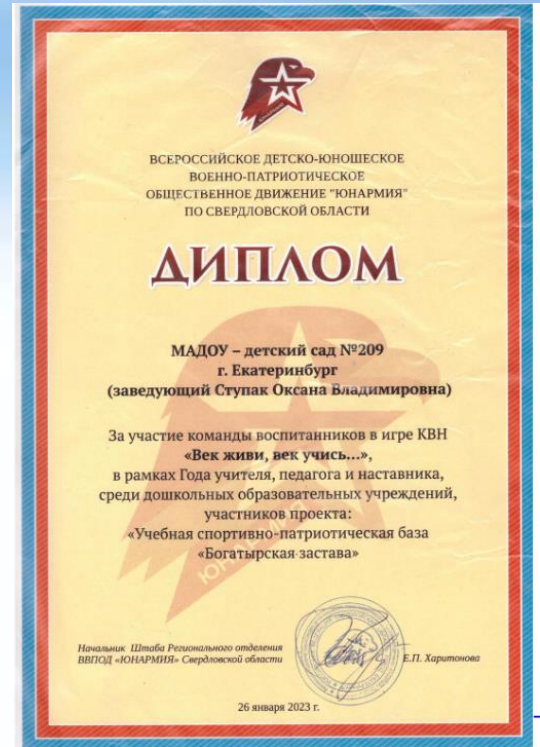 ЮНАРМИЯ
ВСЕРОССИЙСКОЕ ДЕТСКО-ЮНОШЕСКОЕ
ВОЕННО-ПАТРИОТИЧЕСКОЕ
ОБЩЕСТВЕННОЕ ДВИЖЕНИЕ "ЮНАРМИЯ"
ПО СВЕРДЛОВСКОЙ ОБЛАСТИ
ДИПЛОМ
МАДОУ – детский сад №209
г. Екатеринбург
(заведующий Ступак Оксана Владимировна)
За участие команды воспитанников в игре КВН
«Век живи, век учись...»,
в рамках Года учителя, педагога и наставника,
среди дошкольных образовательных учреждений,
участников проекта:
«Учебная спортивно-патриотическая база
«Богатырская застава»
ЮНАРМИЯ
Начальник Штаба Регионального отделения
ВВПОД «ЮНАРМИЯ» Свердловской области
Е.П. Харитонова
26 января 2023 г.